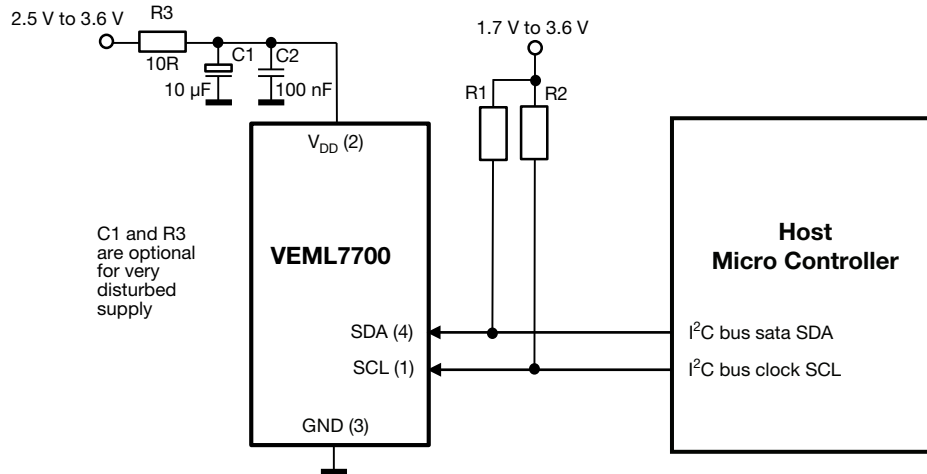 2.5 V to 3.6 V
R3
10R
C1
10 µF
C2
100 nF
1.7 V to 3.6 V
R1
R2
V_DD (2)
C1 and R3
are optional
for very
disturbed
supply
VEML7700
SDA (4)
SCL (1)
GND (3)
Host
Micro Controller
I²C bus sata SDA
I²C bus clock SCL